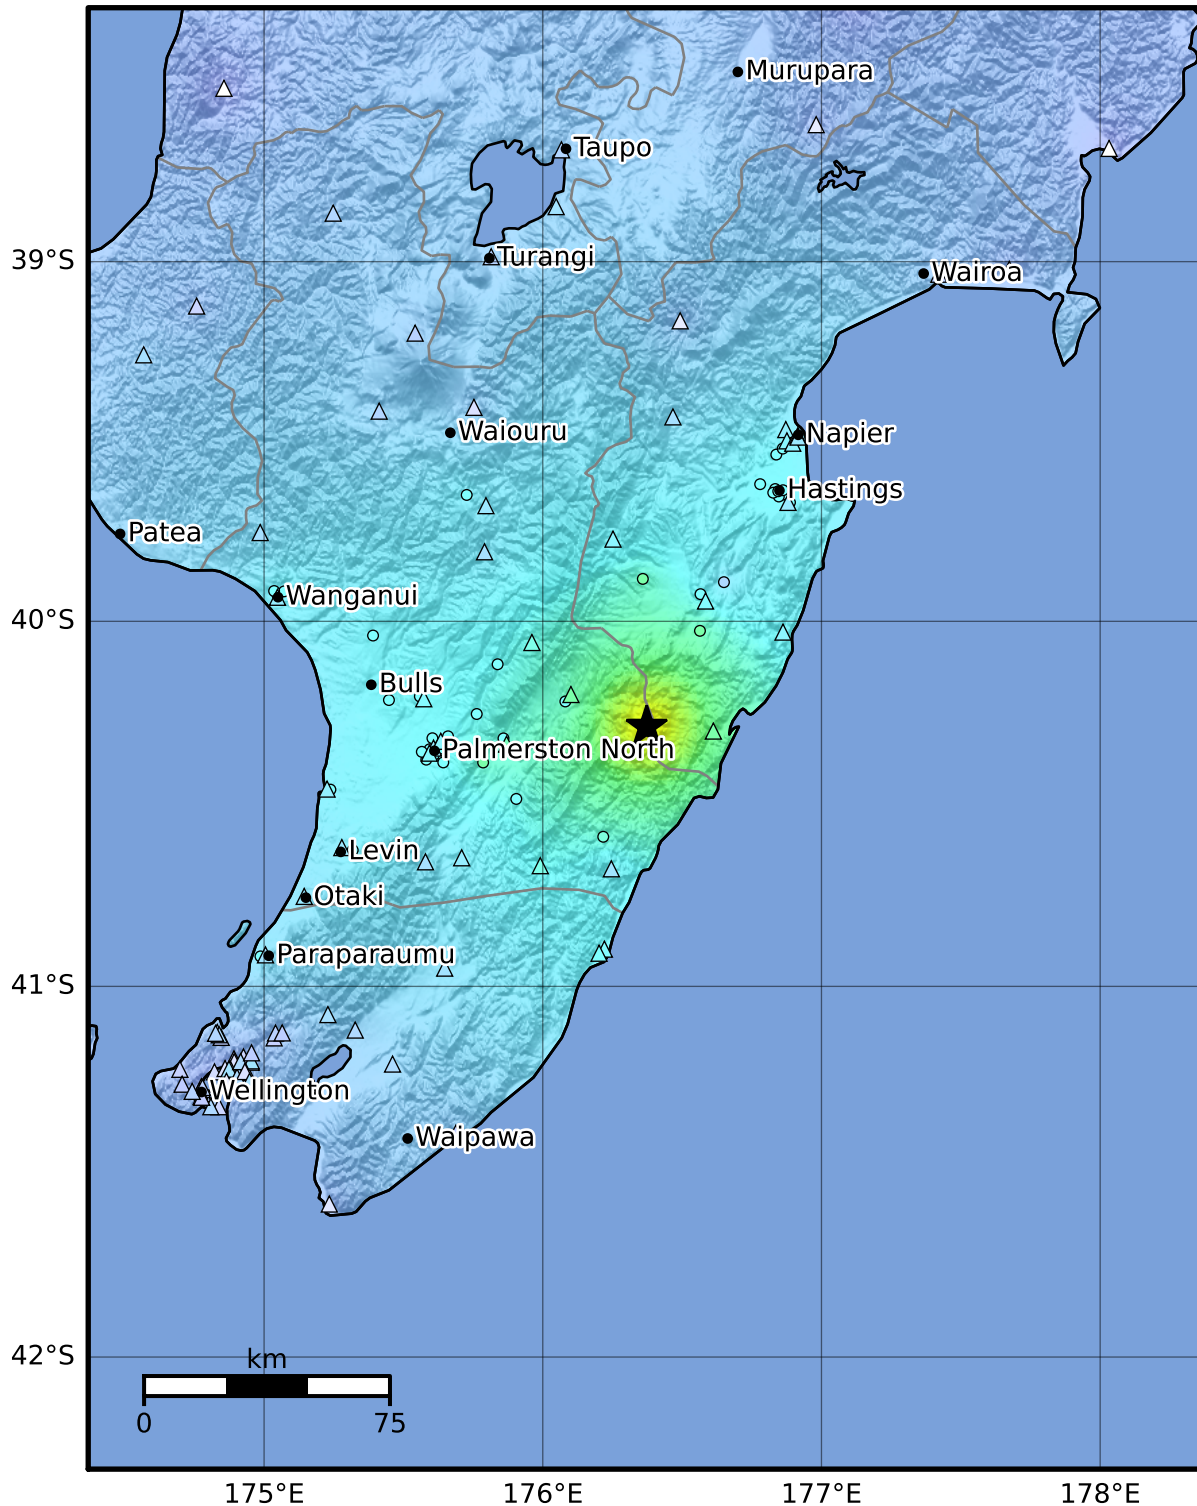 Murupara
Taupo
39°S
Turangi
Wairoa
Waiouru
Napier
Hastings
Patea
Wanganui
40°S
Bulls
Palmerston North
Levin
Otaki
Paraparaumu
41°S
Wellington
Waipawa
42°S
km
0 75
175°E 176°E 177°E 178°E